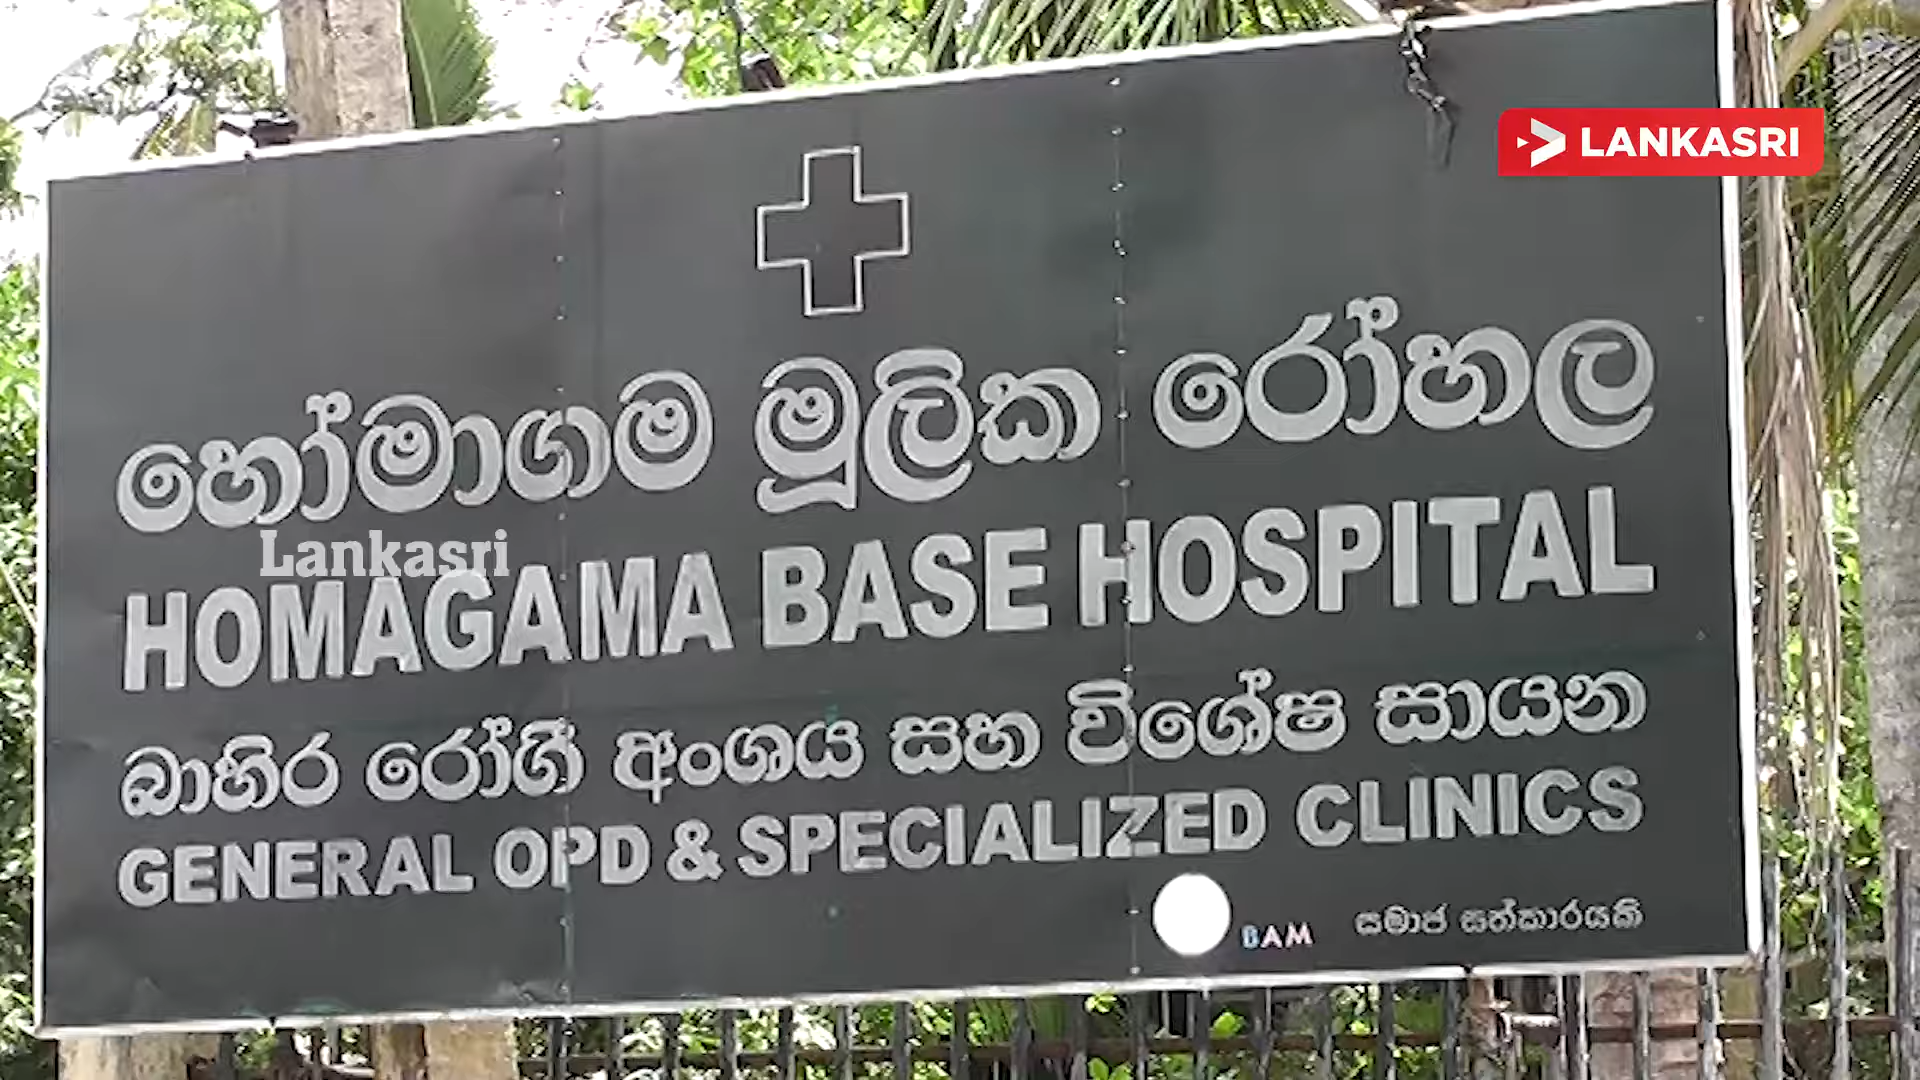 LANKASRI
හෝමාගම මූලික රෝහල
Lankasri
HOMAGAMA BASE HOSPITAL
බාහිර රෝගී අංශය සහ විශේෂ සායන
GENERAL OPD & SPECIALIZED CLINICS
BAM සමාජ සත්කාරයකි